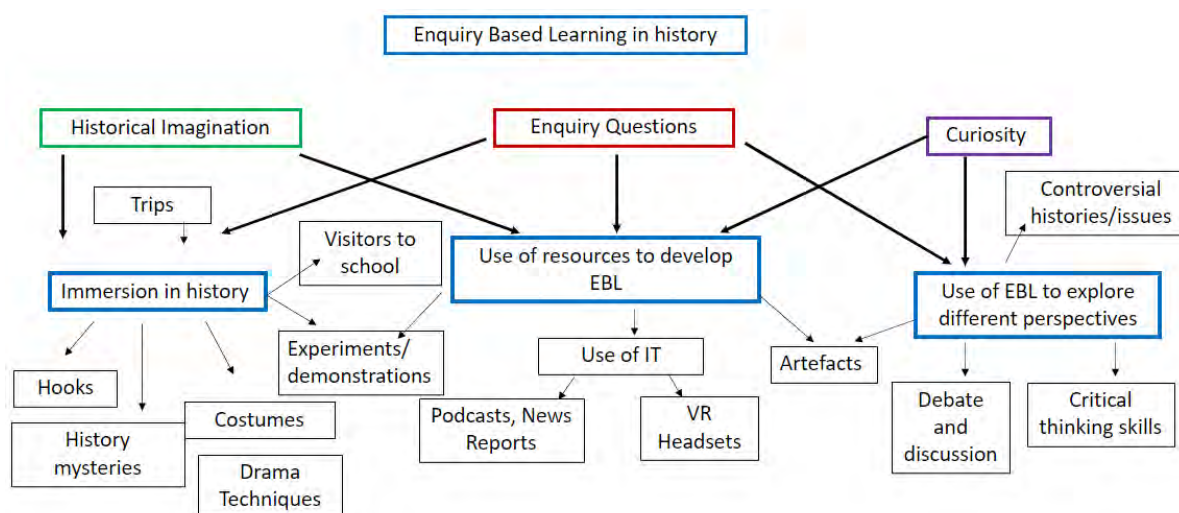 Enquiry Based Learning in history
Historical Imagination
Enquiry Questions
Curiosity
Trips
Controversial
histories/issues
Visitors to
school
Use of resources to develop
EBL
Immersion in history
Use of EBL to explore
different perspectives
Experiments/
demonstrations
Use of IT
Artefacts
Hooks
Costumes
Podcasts, News
Reports
VR
Headsets
Debate
and
discussion
Critical
thinking skills
History
mysteries
Drama
Techniques